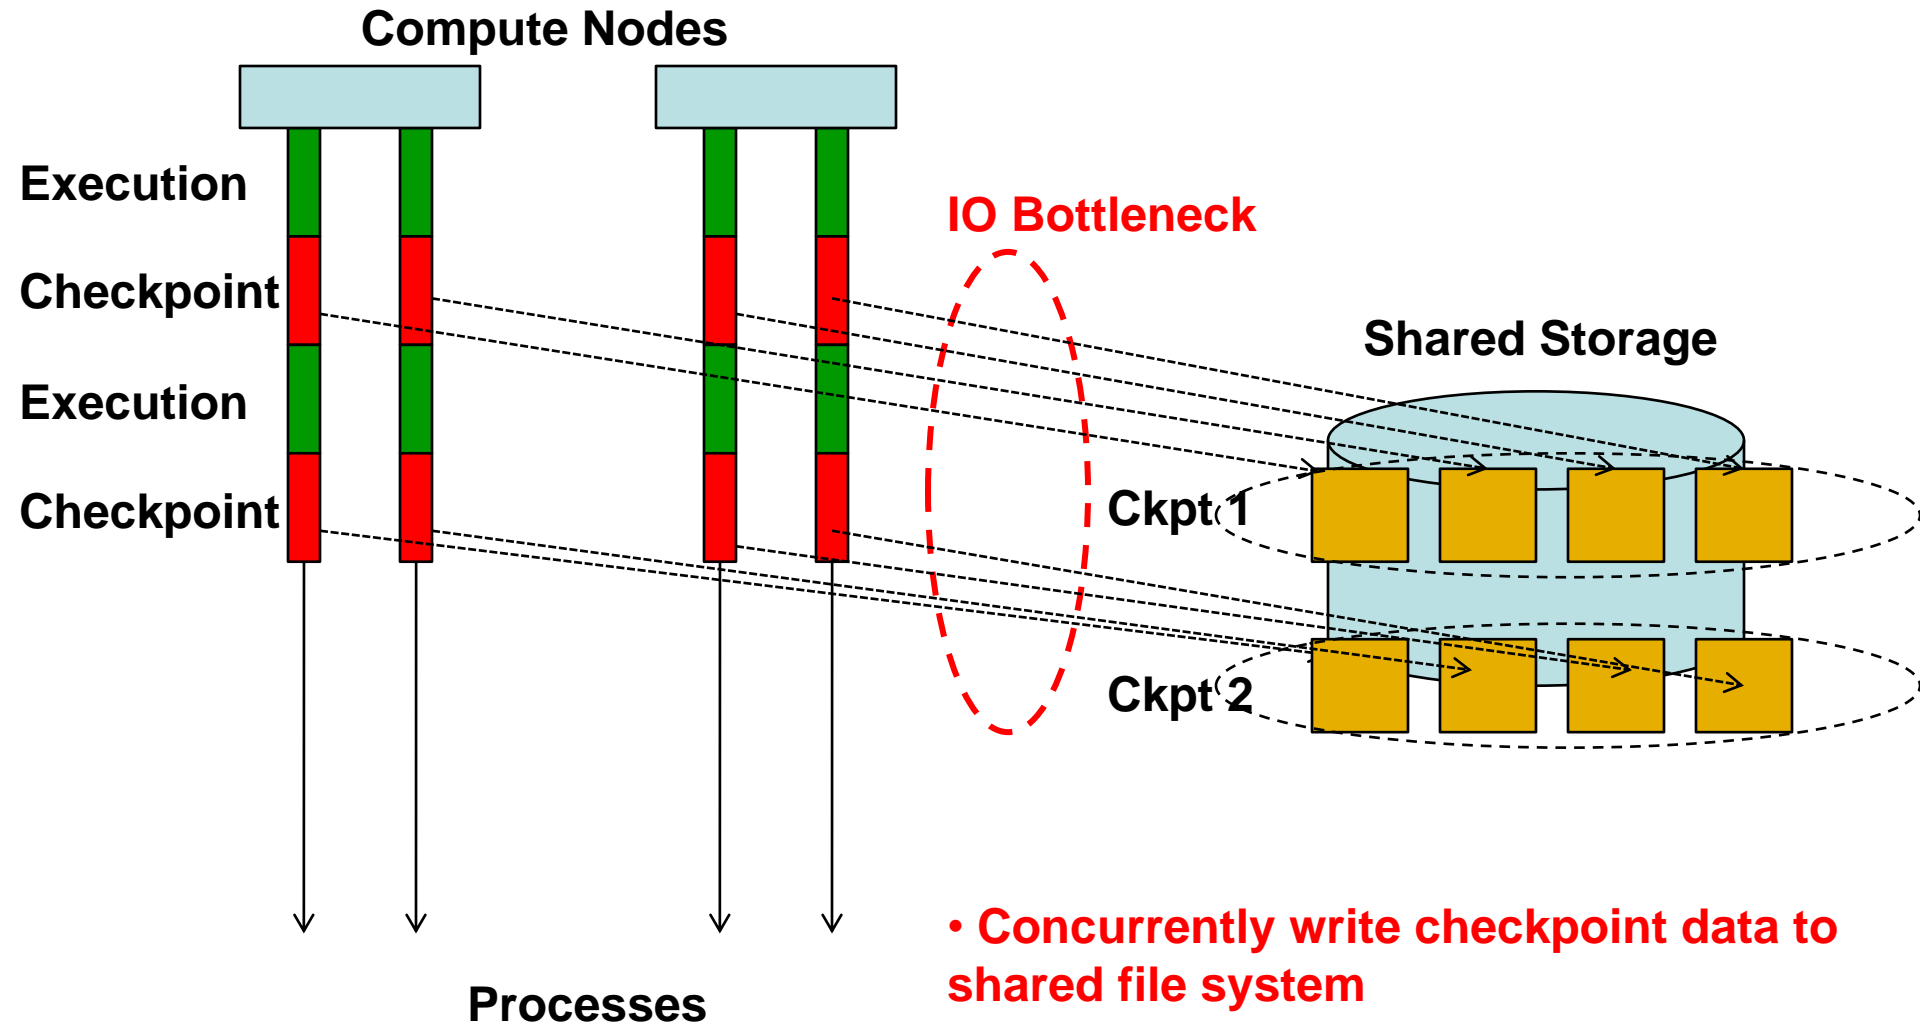 Compute Nodes
Execution
IO Bottleneck
Checkpoint
Shared Storage
Execution
Checkpoint
Ckpt 1
Ckpt 2
• Concurrently write checkpoint data to
shared file system
Processes